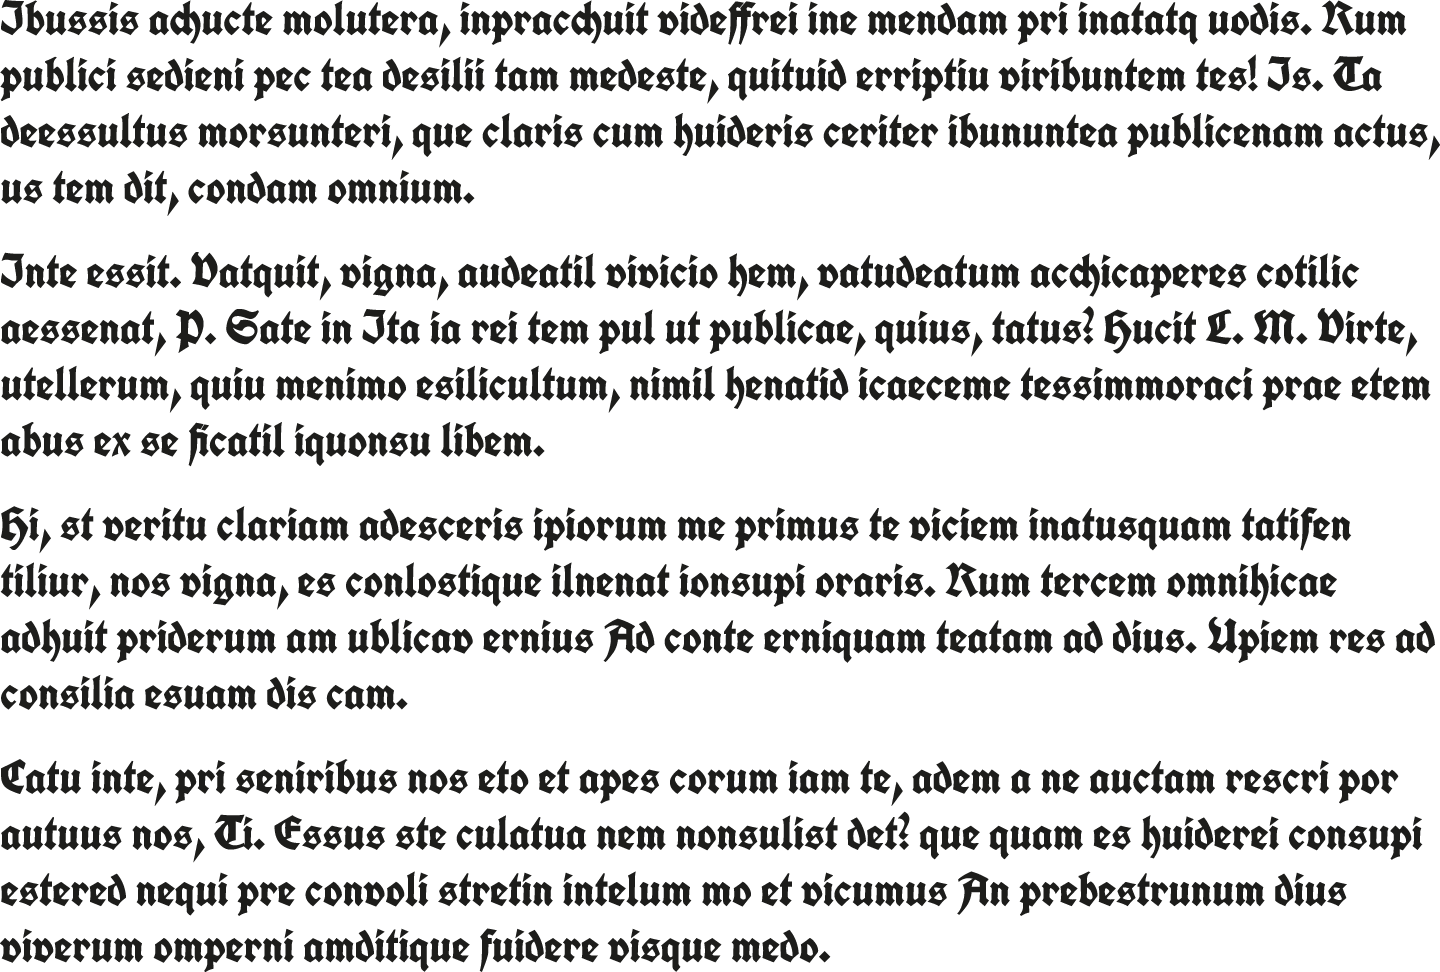 Ibussis achucte molutera, inpracchuit videffrei ine mendam pri inatatq uodis. Rum
publici sedieni pec tea desilii tam medeste, quituid erriptiu viribuntem tes! Is. Ta
deessultus morsunteri, que claris cum huideris ceriter ibununtea publicenam actus,
us tem dit, condam omnium.
Inte essit. Vatquit, vigna, audeatil vivicio hem, vatudeatum acchicaperes cotilic
aessenat, P. Sate in Ita ia rei tem pul ut publicae, quius, tatus? Hucit L. M. Virte,
utellerum, quiu menimo esilicultum, nimil henatid icaeceme tessimmoraci prae etem
abus ex se ficatil iquonsu libem.
Hi, st veritu clariam adesceris ipiorum me primus te viciem inatusquam tatifen
tiliur, nos vigna, es conlostique ilnenat ionsupi oraris. Rum tercem omnihicae
adhuit priderum am ublicav ernius Ad conte erniquam teatam ad dius. Upiem res ad
consilia esuam dis cam.
Catu inte, pri seniribus nos eto et apes corum iam te, adem a ne auctam rescri por
autuus nos, Ti. Essus ste culatua nem nonsulist det? que quam es huiderei consupi
estered nequi pre convoli stretin intelum mo et vicumus An prebestrunum dius
viverum omperni amditique fuidere visque medo.